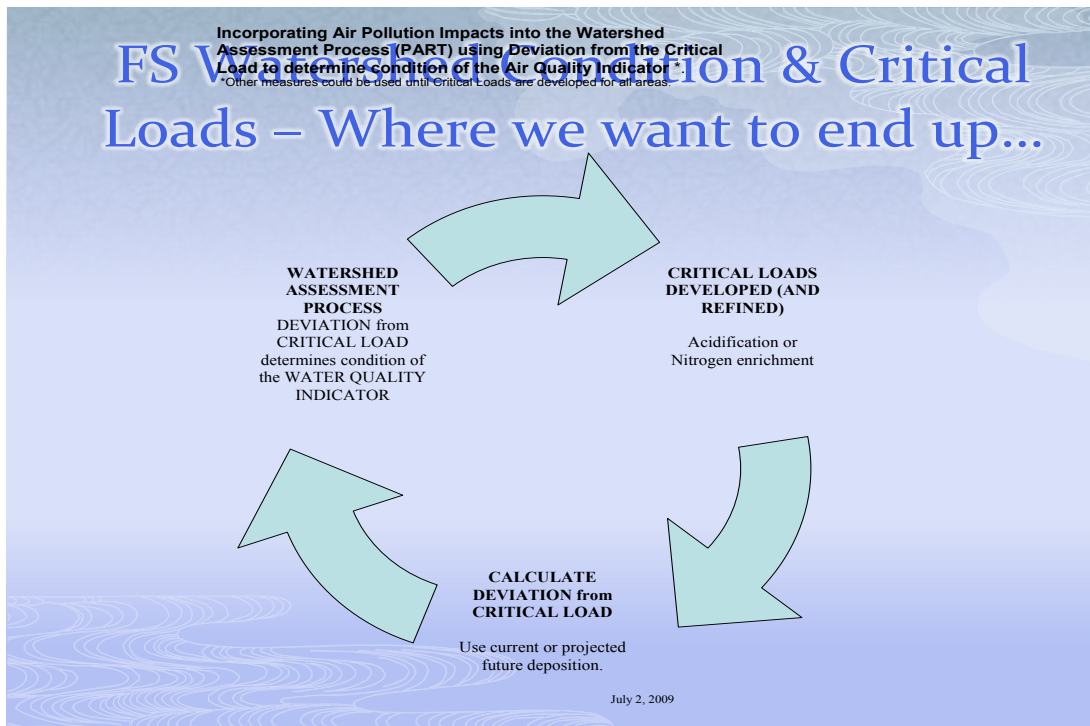 Incorporating Air Pollution Impacts into the Watershed
Assessment Process (PART) using Deviation from the Critical
Load to determine condition of the Air Quality Indicator *.
*Other measures could be used until Critical Loads are developed for all areas.
FS Watershed Condition & Critical
Loads – Where we want to end up...
WATERSHED
ASSESSMENT
PROCESS
DEVIATION from
CRITICAL LOAD
determines condition of
the WATER QUALITY
INDICATOR
CRITICAL LOADS
DEVELOPED (AND
REFINED)
Acidification or
Nitrogen enrichment
CALCULATE
DEVIATION from
CRITICAL LOAD
Use current or projected
future deposition.
July 2, 2009